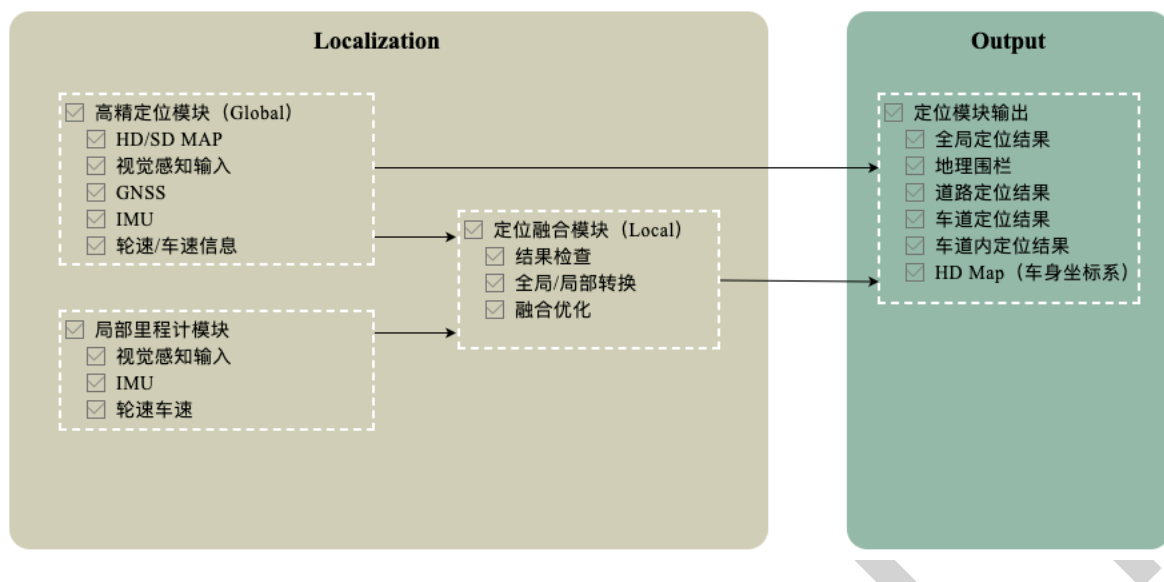 Localization
高精定位模块（Global）
HD/SD MAP
视觉感知输入
GNSS
IMU
轮速/车速信息
局部里程计模块
视觉感知输入
IMU
轮速车速
定位融合模块（Local）
结果检查
全局/局部转换
融合优化
Output
定位模块输出
全局定位结果
地理围栏
道路定位结果
车道定位结果
车道内定位结果
HD Map（车身坐标系）